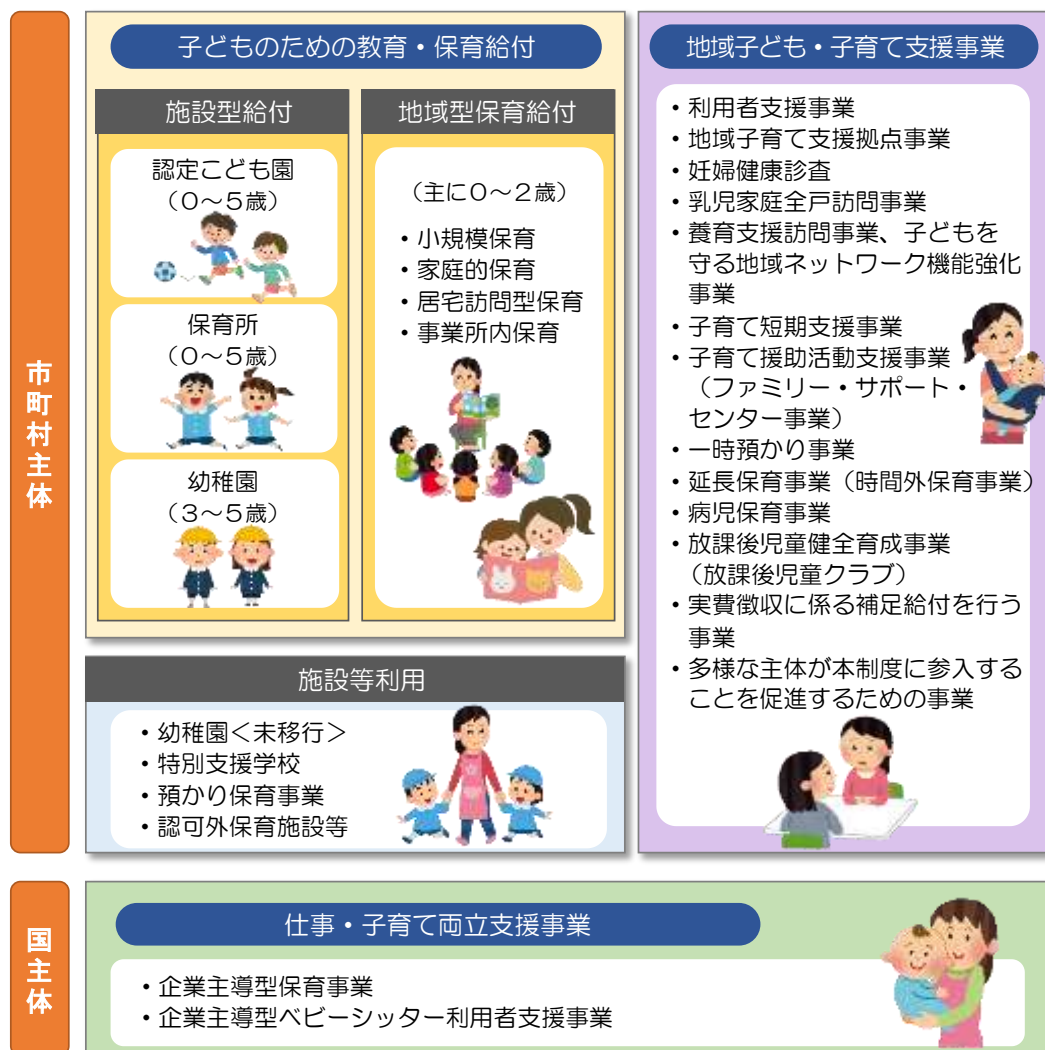 市町村主体
子どものための教育・保育給付
施設型給付
認定こども園
（0～5歳）
保育所
（0～5歳）
幼稚園
（3～5歳）
地域型保育給付
（主に0～2歳）
・小規模保育
・家庭的保育
・居宅訪問型保育
・事業所内保育
施設等利用
・幼稚園＜未移行＞
・特別支援学校
・預かり保育事業
・認可外保育施設等
地域子ども・子育て支援事業
・利用者支援事業
・地域子育て支援拠点事業
・妊婦健康診査
・乳児家庭全戸訪問事業
・養育支援訪問事業、子どもを
守る地域ネットワーク機能強化
事業
・子育て短期支援事業
・子育て援助活動支援事業
（ファミリー・サポート・
センター事業）
・一時預かり事業
・延長保育事業（時間外保育事業）
・病児保育事業
・放課後児童健全育成事業
（放課後児童クラブ）
・実費徴収に係る補足給付を行う
事業
・多様な主体が本制度に参入する
ことを促進するための事業
国主体
仕事・子育て両立支援事業
・企業主導型保育事業
・企業主導型ベビーシッター利用者支援事業